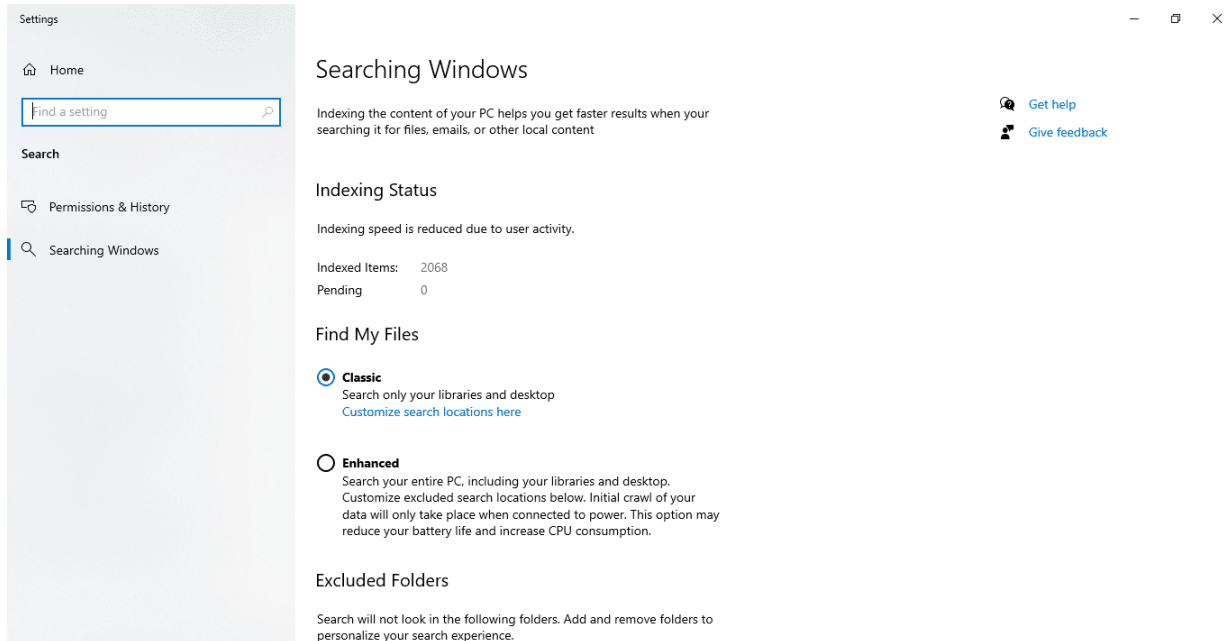 Settings
Home
Find a setting
Search
Permissions & History
Searching Windows
Searching Windows
Indexing the content of your PC helps you get faster results when your
searching it for files, emails, or other local content
Get help
Give feedback
Indexing Status
Indexing speed is reduced due to user activity.
Indexed Items: 2068
Pending 0
Find My Files
Classic
Search only your libraries and desktop
Customize search locations here
Enhanced
Search your entire PC, including your libraries and desktop.
Customize excluded search locations below. Initial crawl of your
data will only take place when connected to power. This option may
reduce your battery life and increase CPU consumption.
Excluded Folders
Search will not look in the following folders. Add and remove folders to
personalize your search experience.